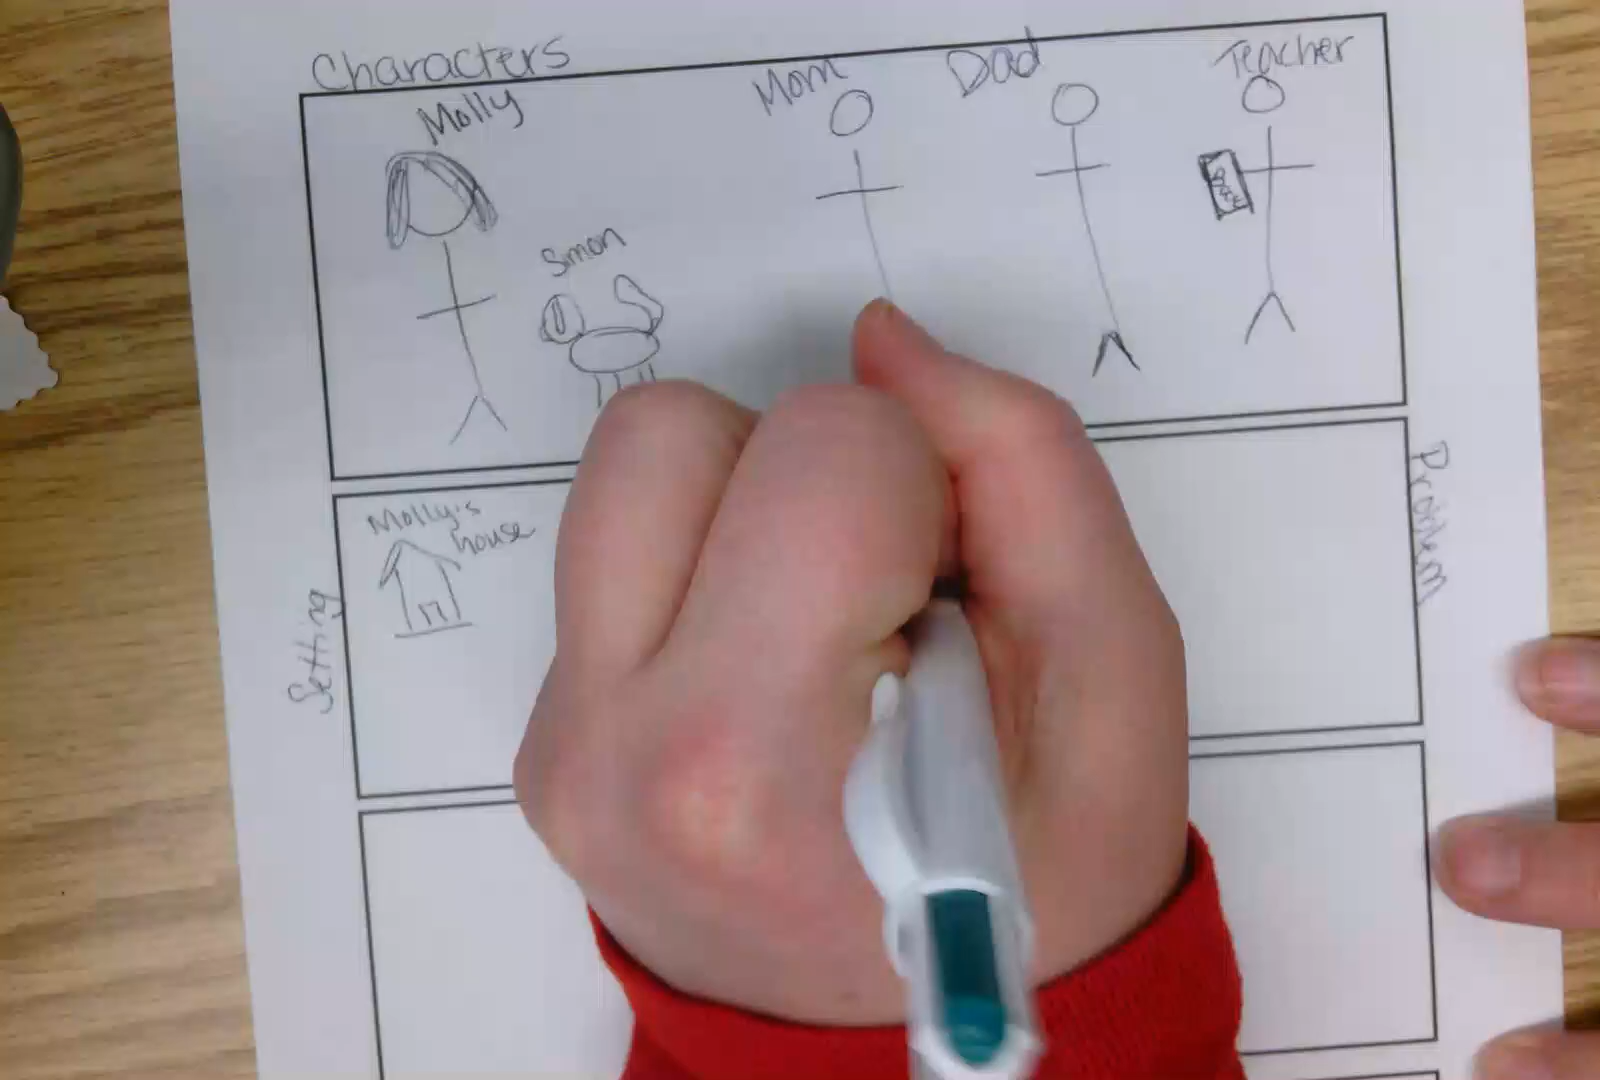 Characters
Molly
Mom
Dad
Teacher
Simon
Molly's
house
Setting
Problem